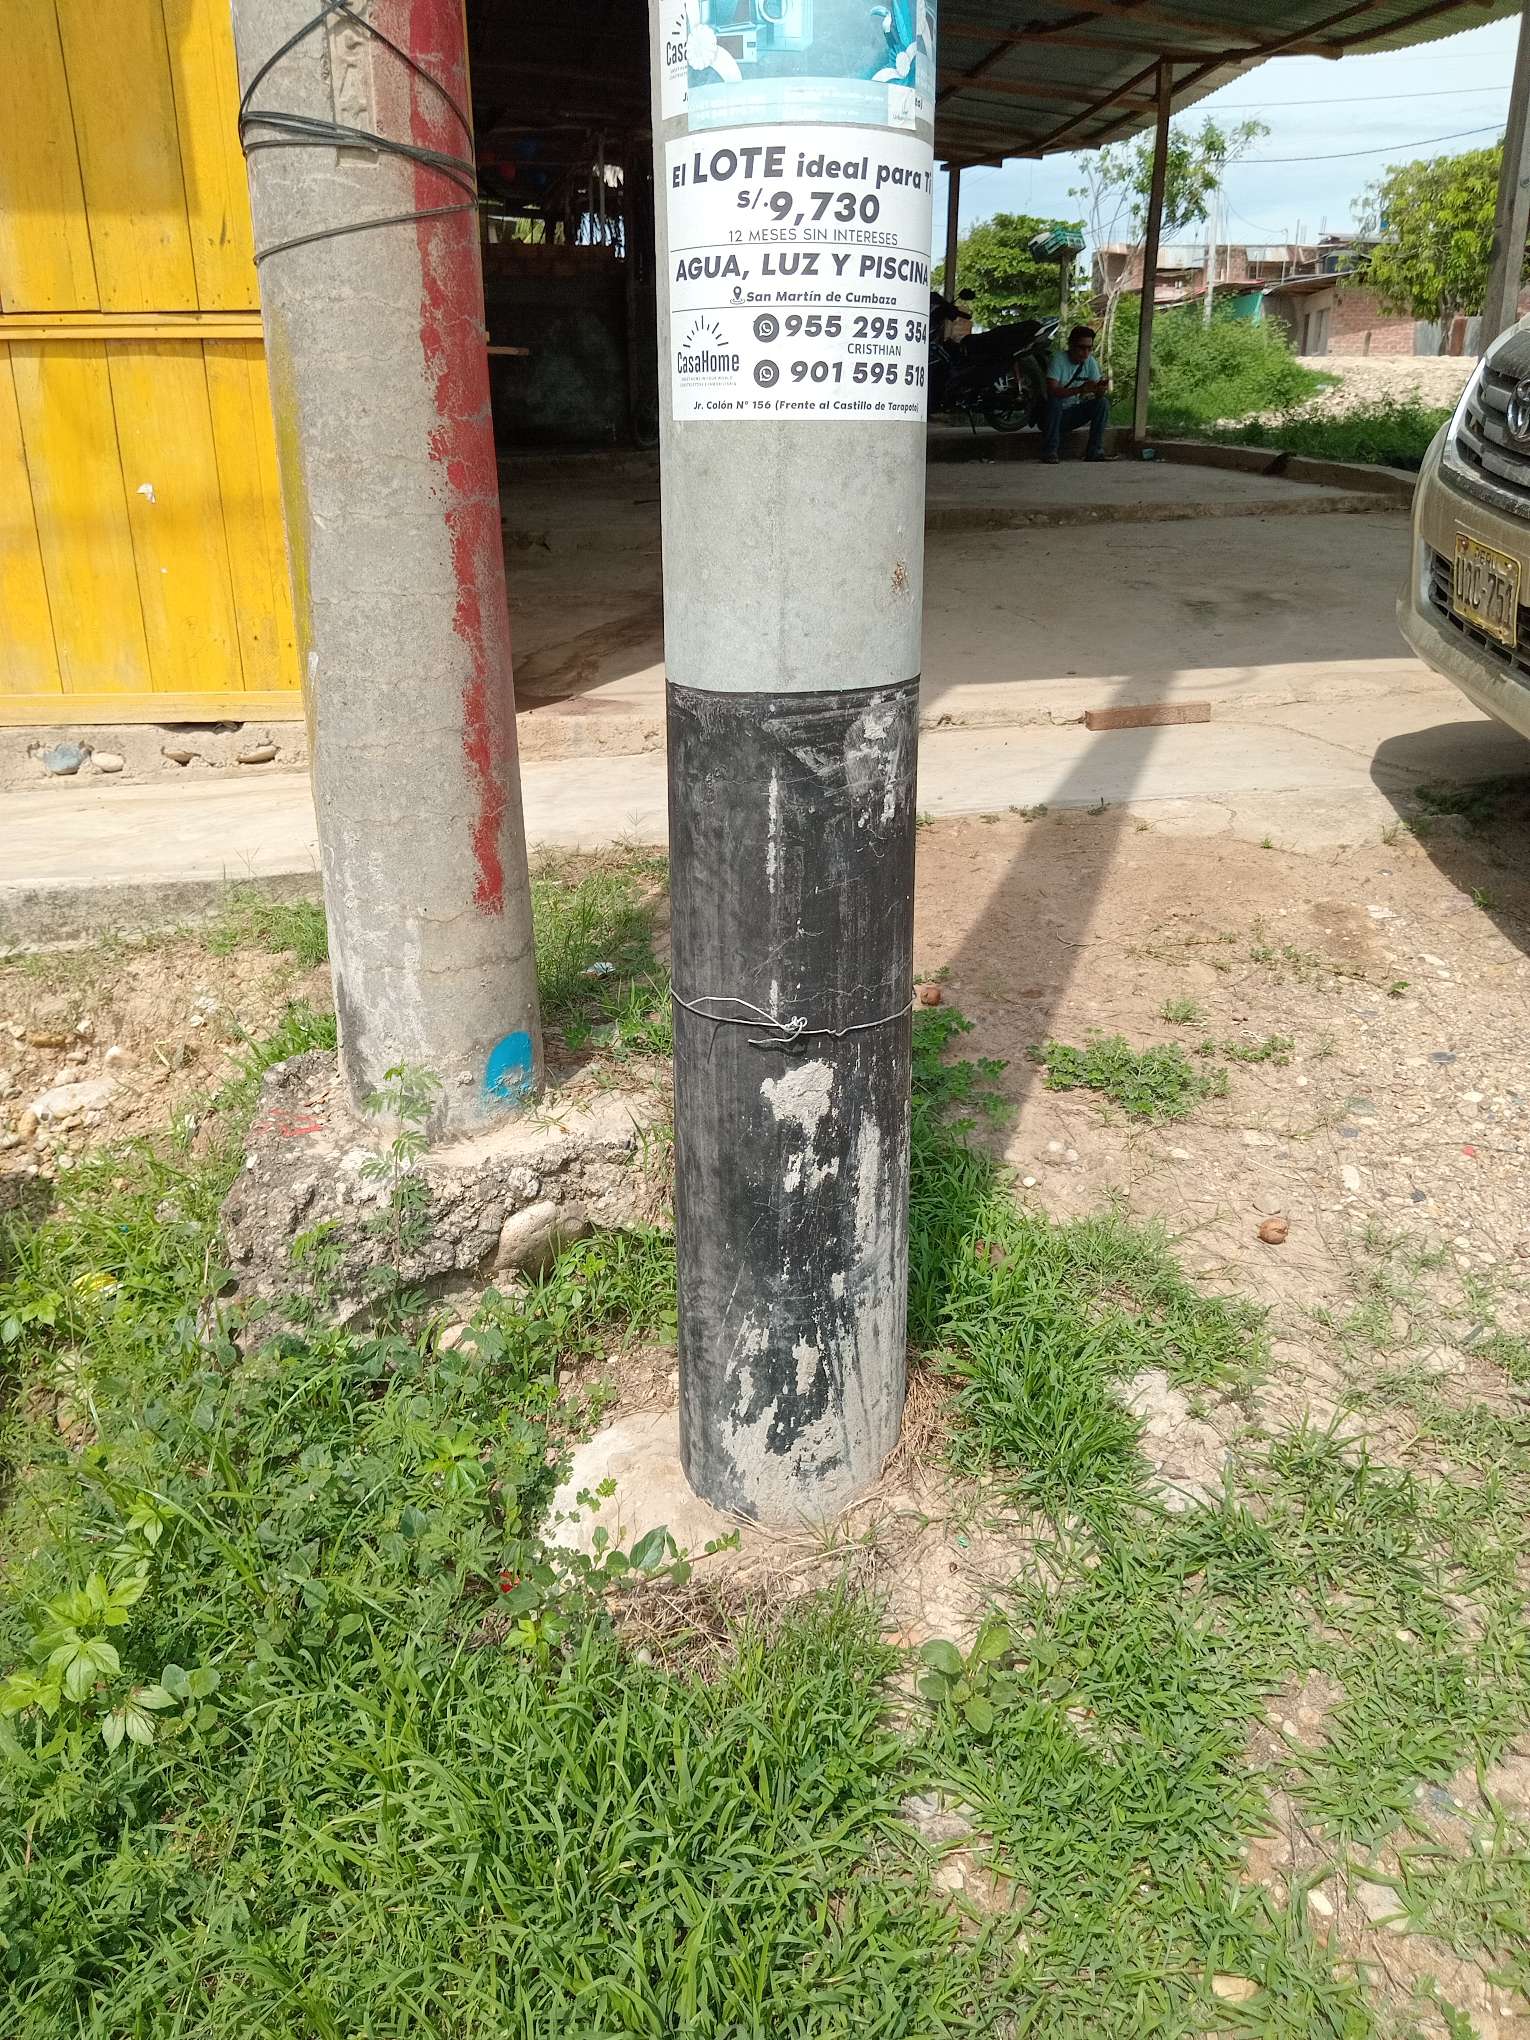 El LOTE ideal para Ti
S/.9,730
12 MESES SIN INTERESES
AGUA, LUZ Y PISCINA
San Martín de Cumbaza
955 295 354
CRISTHIAN
CasaHome
901 595 518
Jr. Colón N° 156 (Frente al Castillo de Tarapoto)
PERU